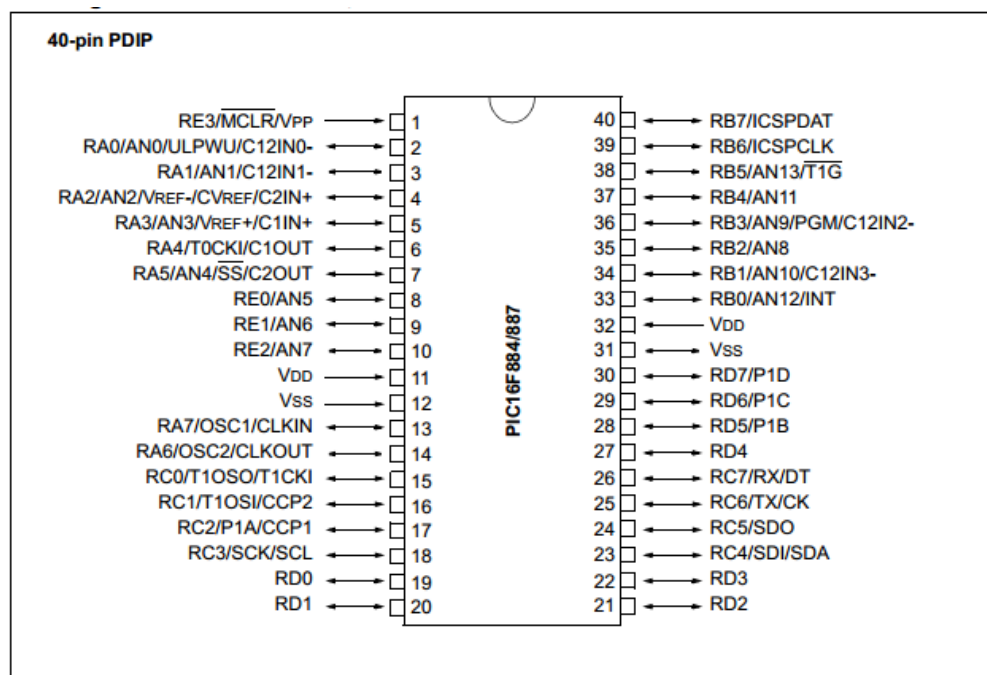 40-pin PDIP
RE3/MCLR/VPP
RA0/AN0/ULPWU/C12IN0-
RA1/AN1/C12IN1-
RA2/AN2/VREF-/CVREF/C2IN+
RA3/AN3/VREF+/C1IN+
RA4/T0CKI/C1OUT
RA5/AN4/SS/C2OUT
RE0/AN5
RE1/AN6
RE2/AN7
VDD
VSS
RA7/OSC1/CLKIN
RA6/OSC2/CLKOUT
RC0/T1OSO/T1CKI
RC1/T1OSI/CCP2
RC2/P1A/CCP1
RC3/SCK/SCL
RD0
RD1
1
2
3
4
5
6
7
8
9
10
11
12
13
14
15
16
17
18
19
20
PIC16F884/887
40
39
38
37
36
35
34
33
32
31
30
29
28
27
26
25
24
23
22
21
RB7/ICSPDAT
RB6/ICSPCLK
RB5/AN13/T1G
RB4/AN11
RB3/AN9/PGM/C12IN2-
RB2/AN8
RB1/AN10/C12IN3-
RB0/AN12/INT
VDD
VSS
RD7/P1D
RD6/P1C
RD5/P1B
RD4
RC7/RX/DT
RC6/TX/CK
RC5/SDO
RC4/SDI/SDA
RD3
RD2